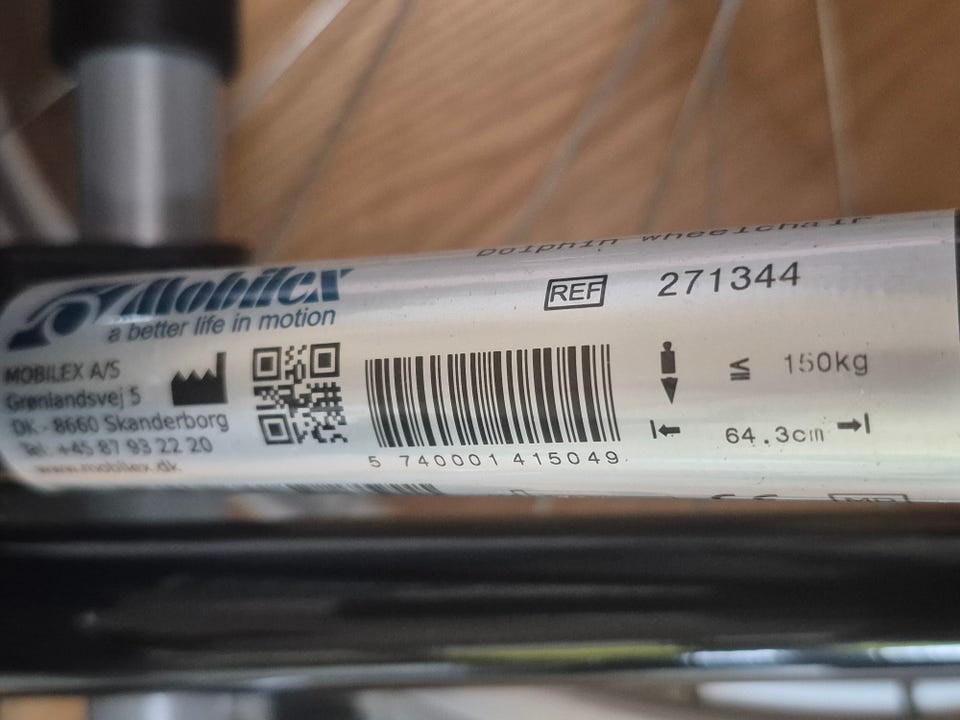 Dolphin wheelchair
Mobilex
a better life in motion
REF 271344
MOBILEX A/S
Grønlandsvej 5
DK - 8660 Skanderborg
Tel: +45 87 93 22 20
www.mobilex.dk
5 740001 415049
≦ 150kg
64.3cm